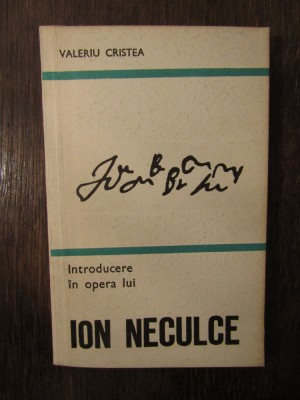 VALERIU CRISTEA
Introducere
în opera lui
ION NECULCE